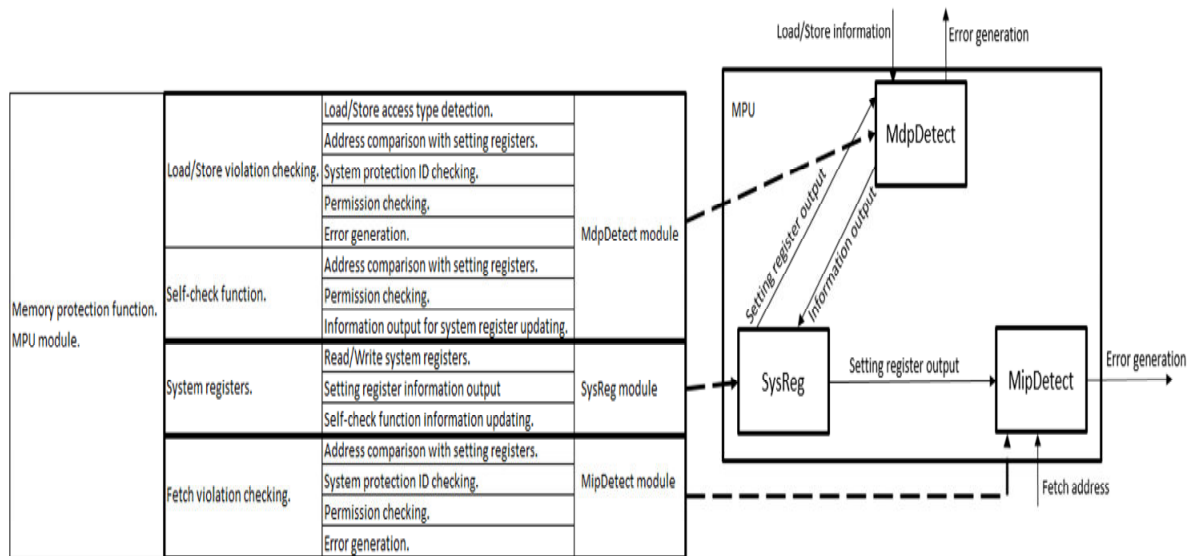 Memory protection function.
MPU module.
Load/Store violation checking.
Load/Store access type detection.
Address comparison with setting registers.
System protection ID checking.
Permission checking.
Error generation.
MdpDetect module
Self-check function.
Address comparison with setting registers.
Permission checking.
Information output for system register updating.
System registers.
Read/Write system registers.
Setting register information output
Self-check function information updating.
SysReg module
Fetch violation checking.
Address comparison with setting registers.
System protection ID checking.
Permission checking.
Error generation.
MipDetect module
Load/Store information
Error generation
MPU
MdpDetect
Setting register output
Information output
SysReg
Setting register output
MipDetect
Error generation
Fetch address